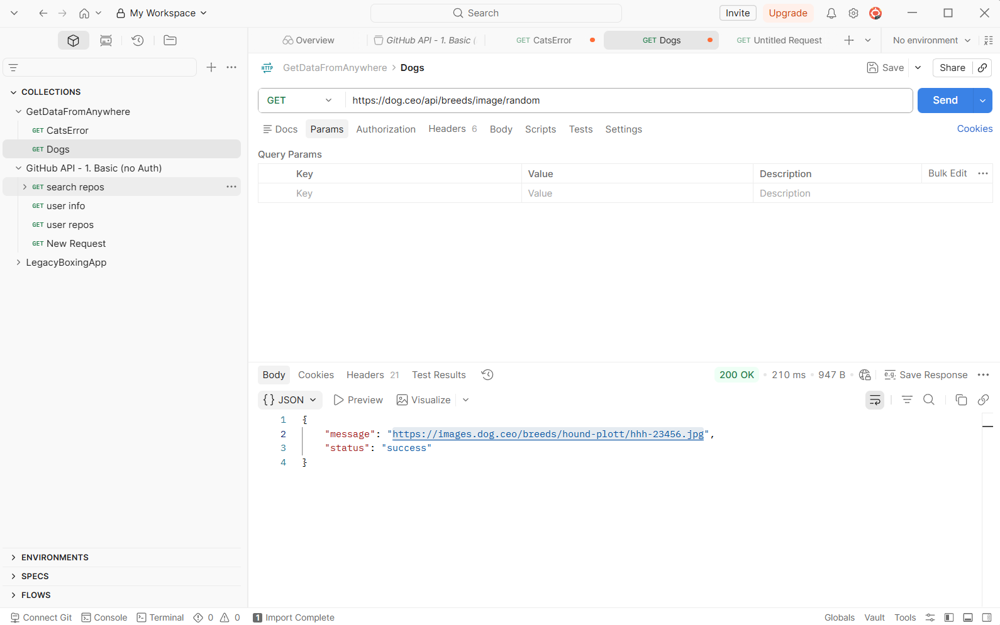 My Workspace
Search
Invite
Upgrade
Overview
GitHub API - 1. Basic (
GET CatsError
GET Dogs
GET Untitled Request
No environment
HTTP GetDataFromAnywhere > Dogs
Save
Share
COLLECTIONS
GetDataFromAnywhere
GET CatsError
GET Dogs
GitHub API - 1. Basic (no Auth)
GET search repos
GET user info
GET user repos
GET New Request
LegacyBoxingApp
ENVIRONMENTS
SPECS
FLOWS
GET https://dog.ceo/api/breeds/image/random
Send
Docs Params Authorization Headers 6 Body Scripts Tests Settings
Cookies
Query Params
Key Value Description Bulk Edit
Key Value Description
Body Cookies Headers 21 Test Results
200 OK • 210 ms • 947 B •
e.g. Save Response
{} JSON Preview Visualize
1 {
2 "message": "https://images.dog.ceo/breeds/hound-plott/hhh-23456.jpg",
3 "status": "success"
4 }
Connect Git Console Terminal 0 0 1 Import Complete
Globals Vault Tools